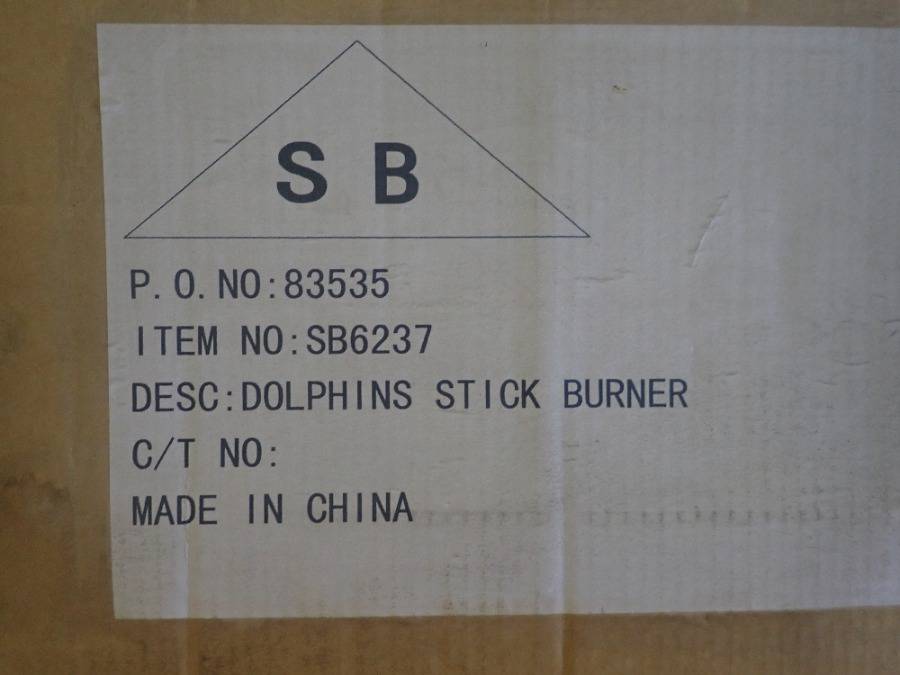 S B
P.O.NO:83535
ITEM NO:SB6237
DESC:DOLPHINS STICK BURNER
C/T NO:
MADE IN CHINA